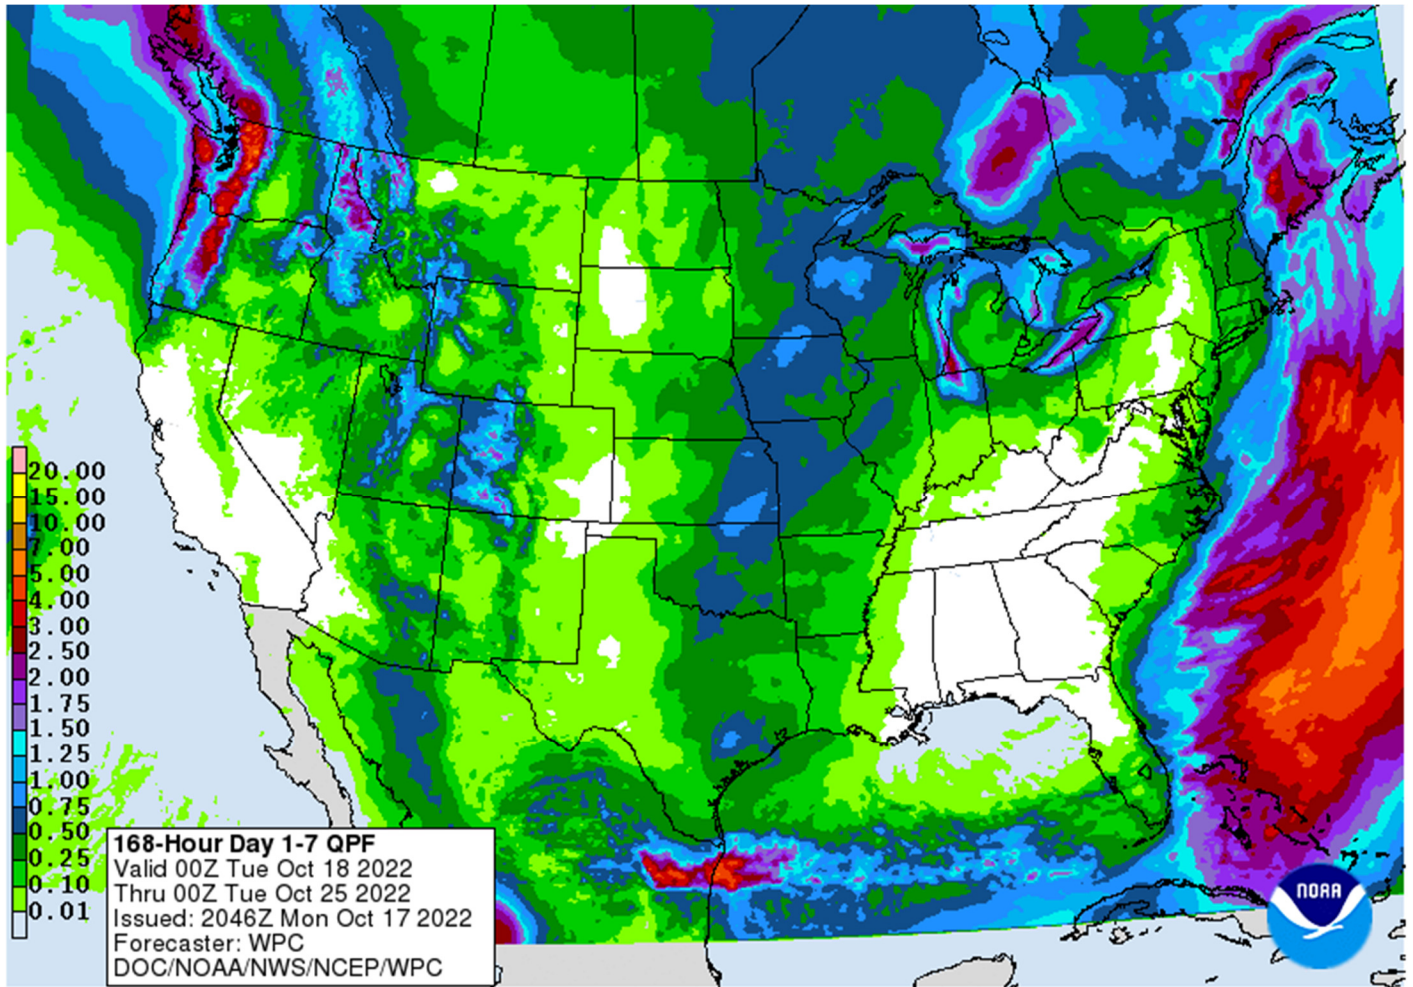 20.00
15.00
10.00
7.00
5.00
4.00
3.00
2.50
2.00
1.75
1.50
1.25
1.00
0.75
0.50
0.25
0.10
0.01
168-Hour Day 1-7 QPF
Valid 00Z Tue Oct 18 2022
Thru 00Z Tue Oct 25 2022
Issued: 2046Z Mon Oct 17 2022
Forecaster: WPC
DOC/NOAA/NWS/NCEP/WPC
NOAA